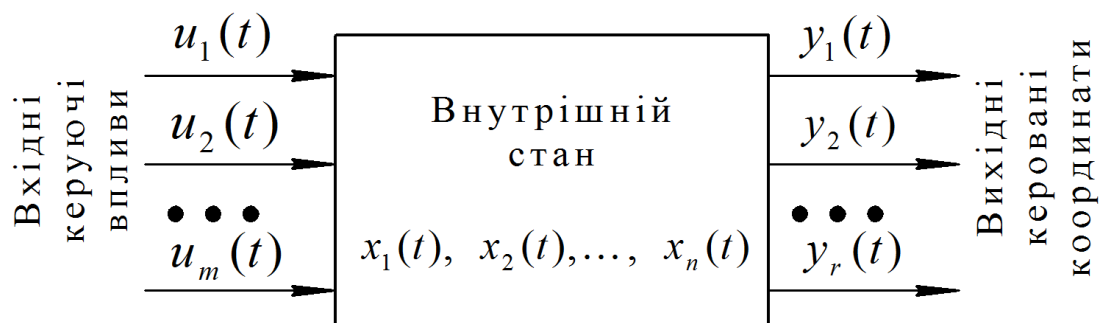 Вхідні
керуючі
впливи
u₁(t)
u₂(t)
● ● ●
uₘ(t)
Внутрішній
стан
x₁(t), x₂(t),..., xₙ(t)
y₁(t)
y₂(t)
● ● ●
yᵣ(t)
Вихідні
керовані
координати